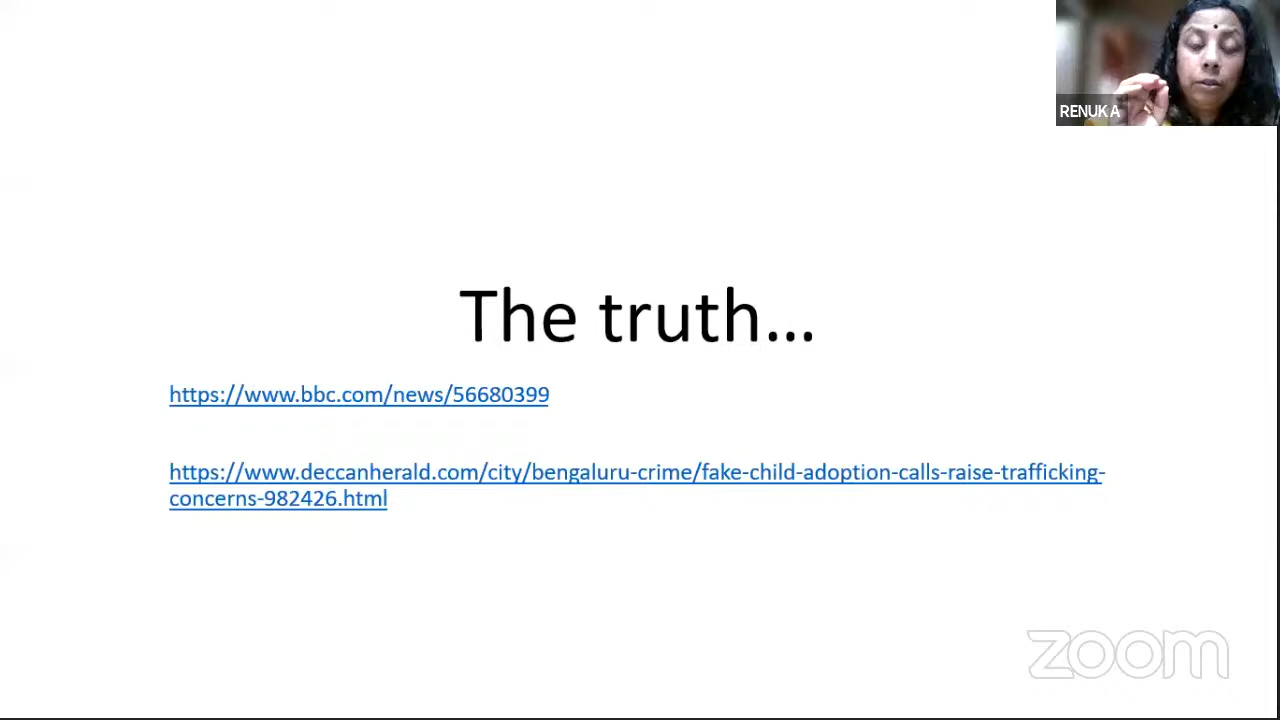 RENUKA
The truth...
https://www.bbc.com/news/56680399
https://www.deccanherald.com/city/bengaluru-crime/fake-child-adoption-calls-raise-trafficking-
concerns-982426.html
zoom